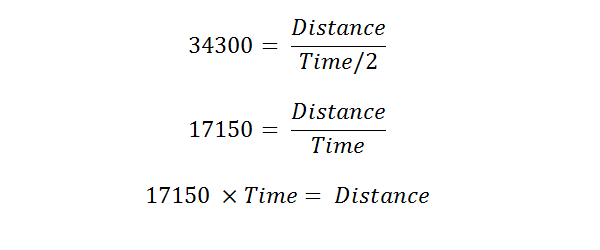 34300 = Distance / Time/2
17150 = Distance / Time
17150 × Time = Distance